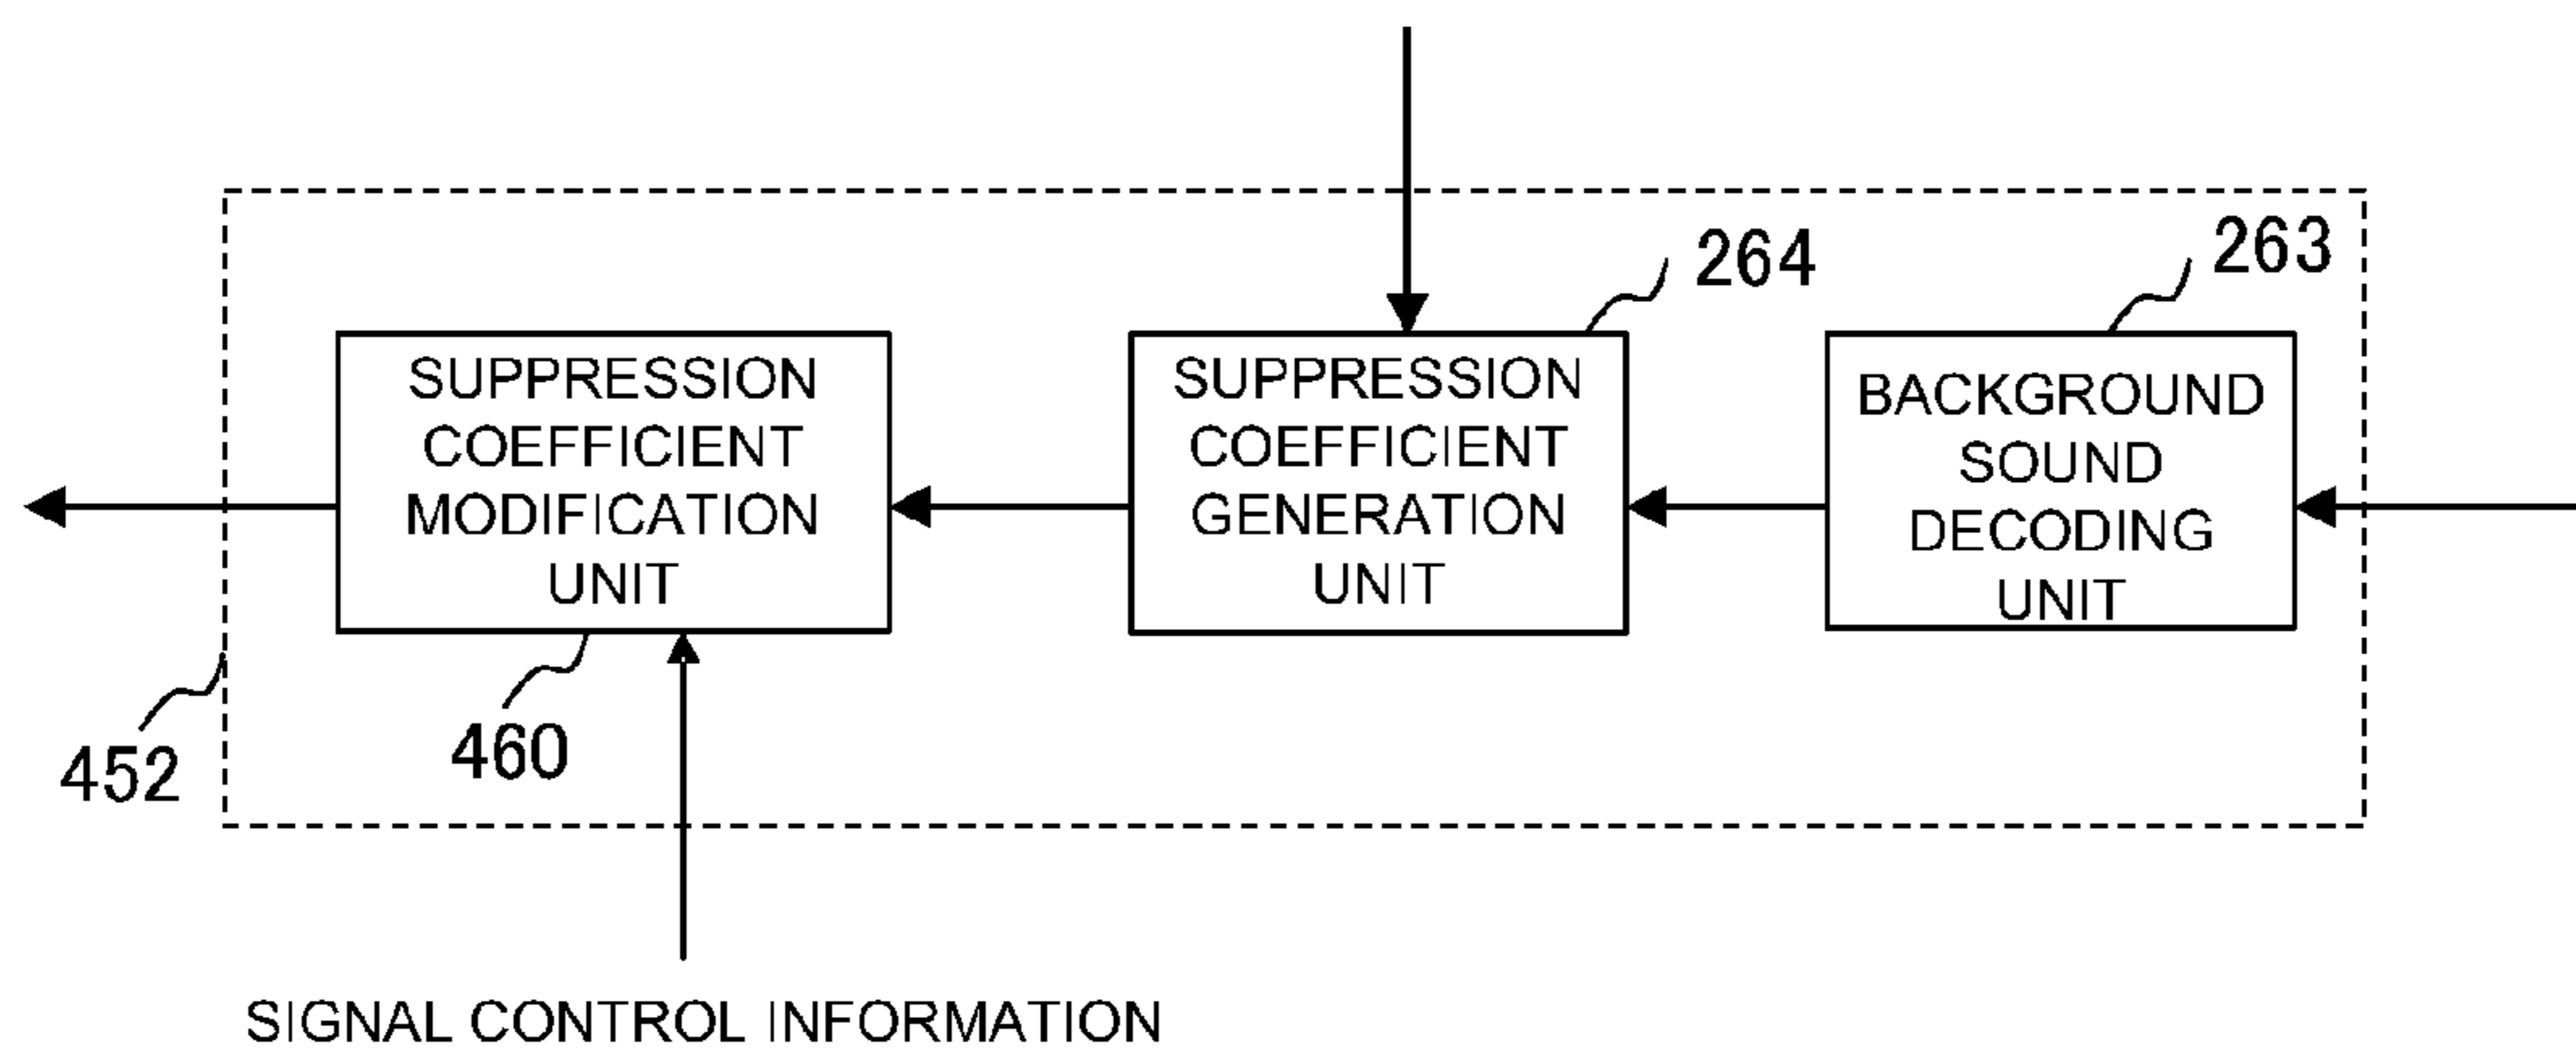 264
263
SUPPRESSION
COEFFICIENT
MODIFICATION
UNIT
SUPPRESSION
COEFFICIENT
GENERATION
UNIT
BACKGROUND
SOUND
DECODING
UNIT
452
460
SIGNAL CONTROL INFORMATION